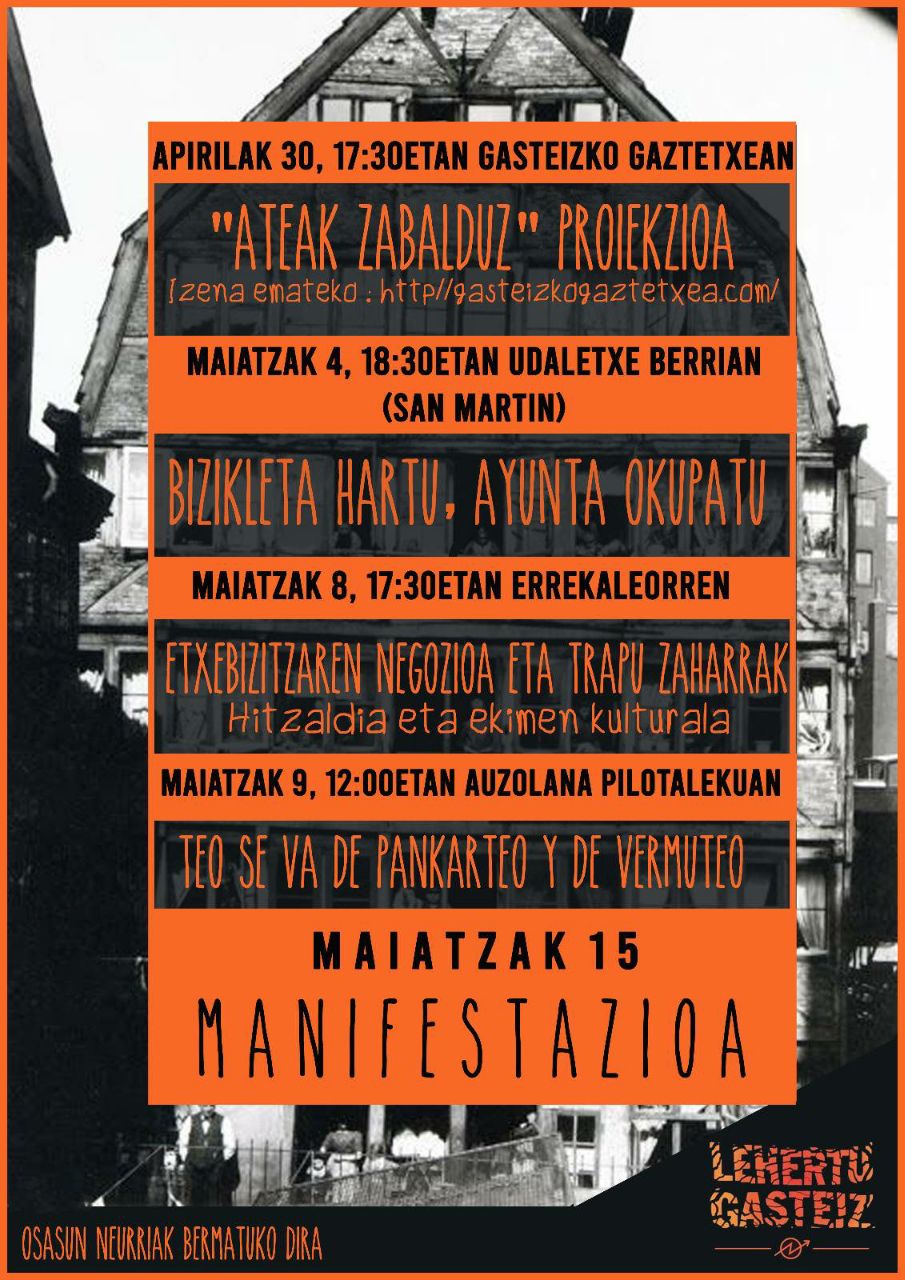 APIRILAK 30, 17:30ETAN GASTEIZKO GAZTETXEAN
"ATEAK ZABALDUZ" PROIEKZIOA
Izena emateko : http//gasteizkogaztetxea.com/
MAIATZAK 4, 18:30ETAN UDALETXE BERRIAN
(SAN MARTIN)
BIZIKLETA HARTU, AYUNTA OKUPATU
MAIATZAK 8, 17:30ETAN ERREKALEORREN
ETXEBIZITZAREN NEGOZIOA ETA TRAPU ZAHARRAK
Hitzaldia eta ekimen kulturala
MAIATZAK 9, 12:00ETAN AUZOLANA PILOTALEKUAN
TEO SE VA DE PANKARTEO Y DE VERMUTEO
MAIATZAK 15
MANIFESTAZIOA
LEHERTU
GASTEIZ
OSASUN NEURRIAK BERMATUKO DIRA